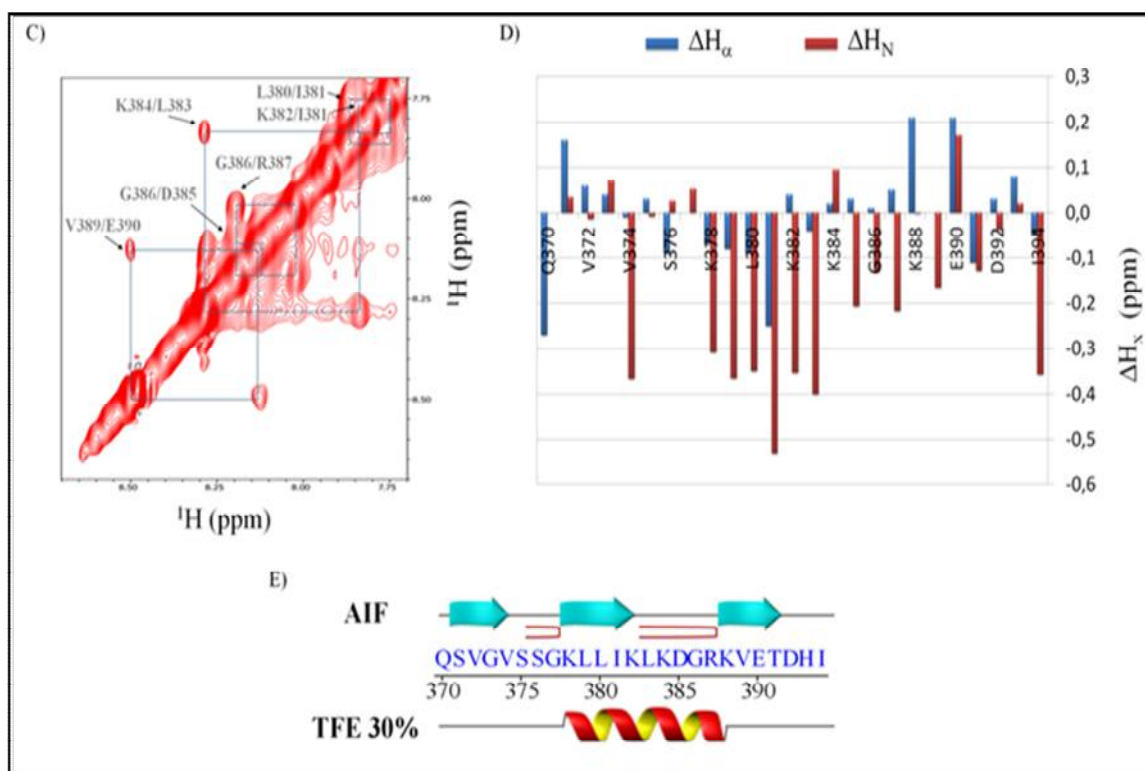 C)
K384/L383
L380/I381
K382/I381
G386/R387
G386/D385
V389/E390
7.75
8.00
8.25
8.50
¹H (ppm)
8.50
8.25
8.00
7.75
¹H (ppm)
D)
ΔHα
ΔHN
0,3
0,2
0,1
0,0
-0,1
-0,2
-0,3
-0,4
-0,5
-0,6
ΔHx (ppm)
Q370
V372
V374
S376
K378
L380
K382
K384
G386
K388
E390
D392
I394
E)
AIF
QSVGVSSGKLLIKLKDGRKVETDHI
370 375 380 385 390
TFE 30%